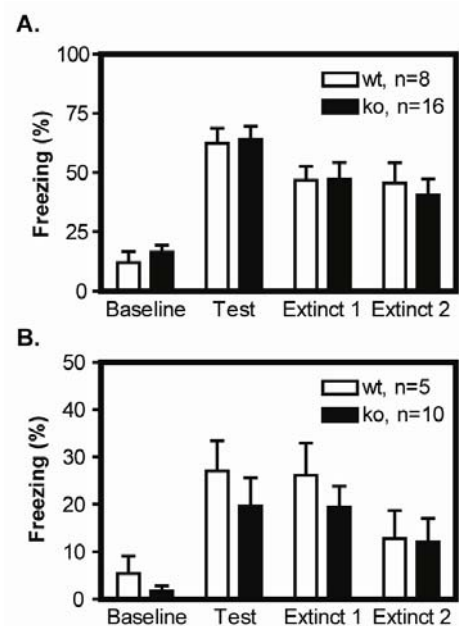 A.
100
75
50
25
0
Freezing (%)
wt, n=8
ko, n=16
Baseline Test Extinct 1 Extinct 2
B.
50
40
30
20
10
0
Freezing (%)
wt, n=5
ko, n=10
Baseline Test Extinct 1 Extinct 2